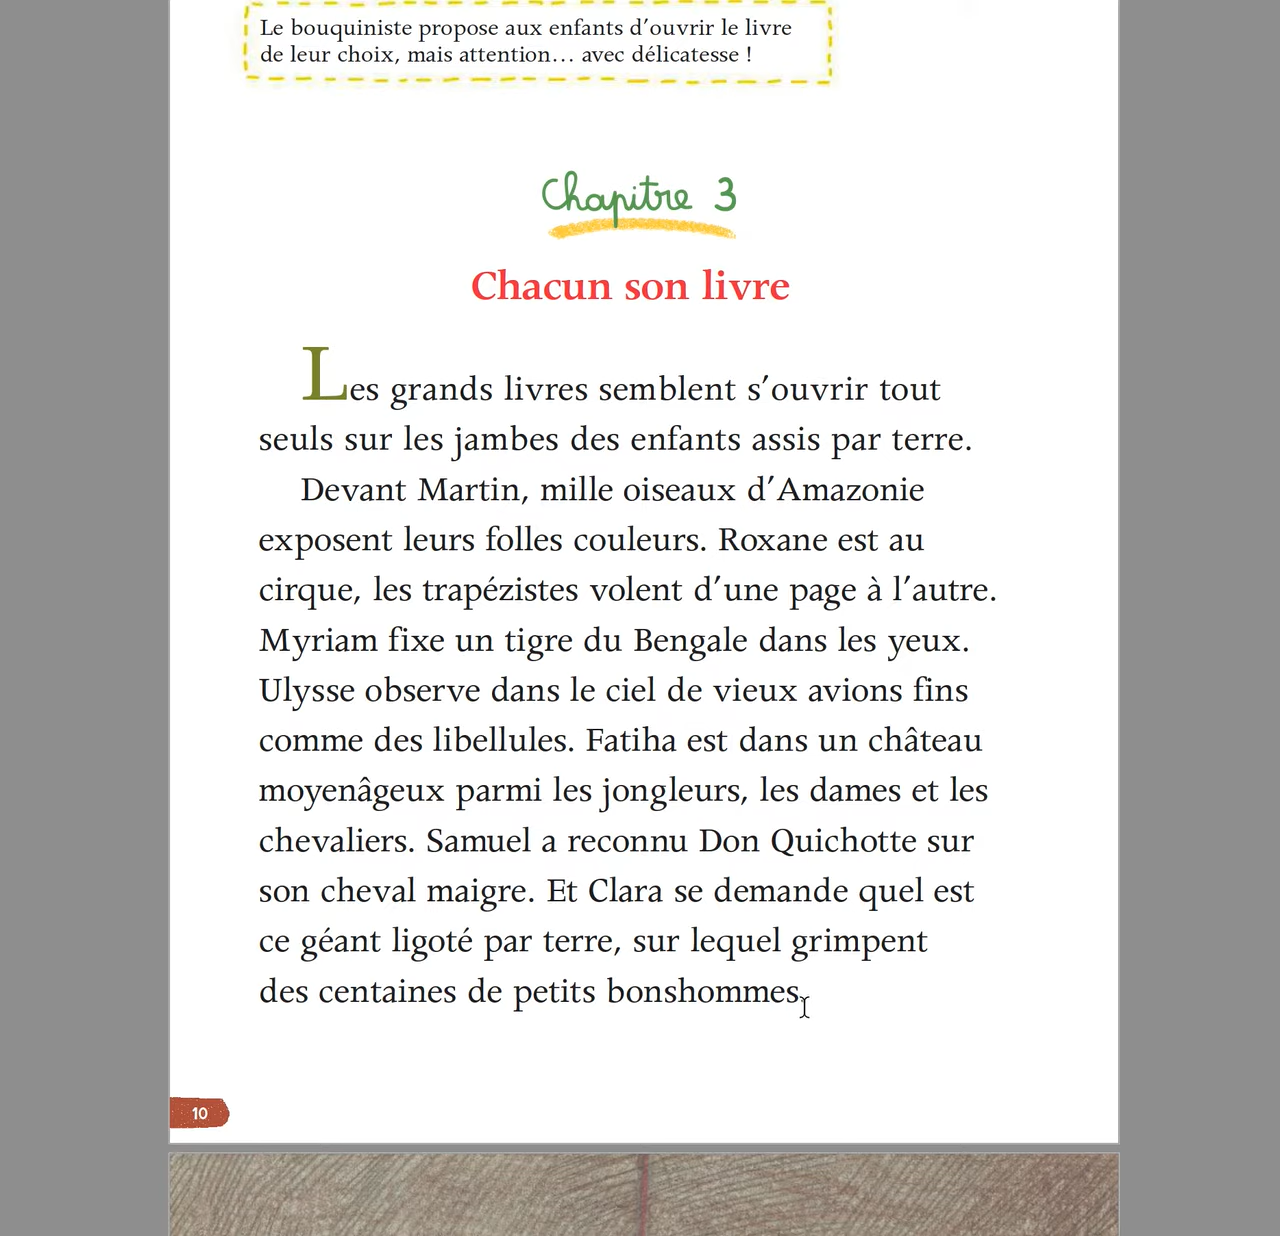 Le bouquiniste propose aux enfants d’ouvrir le livre
de leur choix, mais attention… avec délicatesse !
Chapitre 3
Chacun son livre
Les grands livres semblent s’ouvrir tout
seuls sur les jambes des enfants assis par terre.
Devant Martin, mille oiseaux d’Amazonie
exposent leurs folles couleurs. Roxane est au
cirque, les trapézistes volent d’une page à l’autre.
Myriam fixe un tigre du Bengale dans les yeux.
Ulysse observe dans le ciel de vieux avions fins
comme des libellules. Fatiha est dans un château
moyenâgeux parmi les jongleurs, les dames et les
chevaliers. Samuel a reconnu Don Quichotte sur
son cheval maigre. Et Clara se demande quel est
ce géant ligoté par terre, sur lequel grimpent
des centaines de petits bonshommes.
10